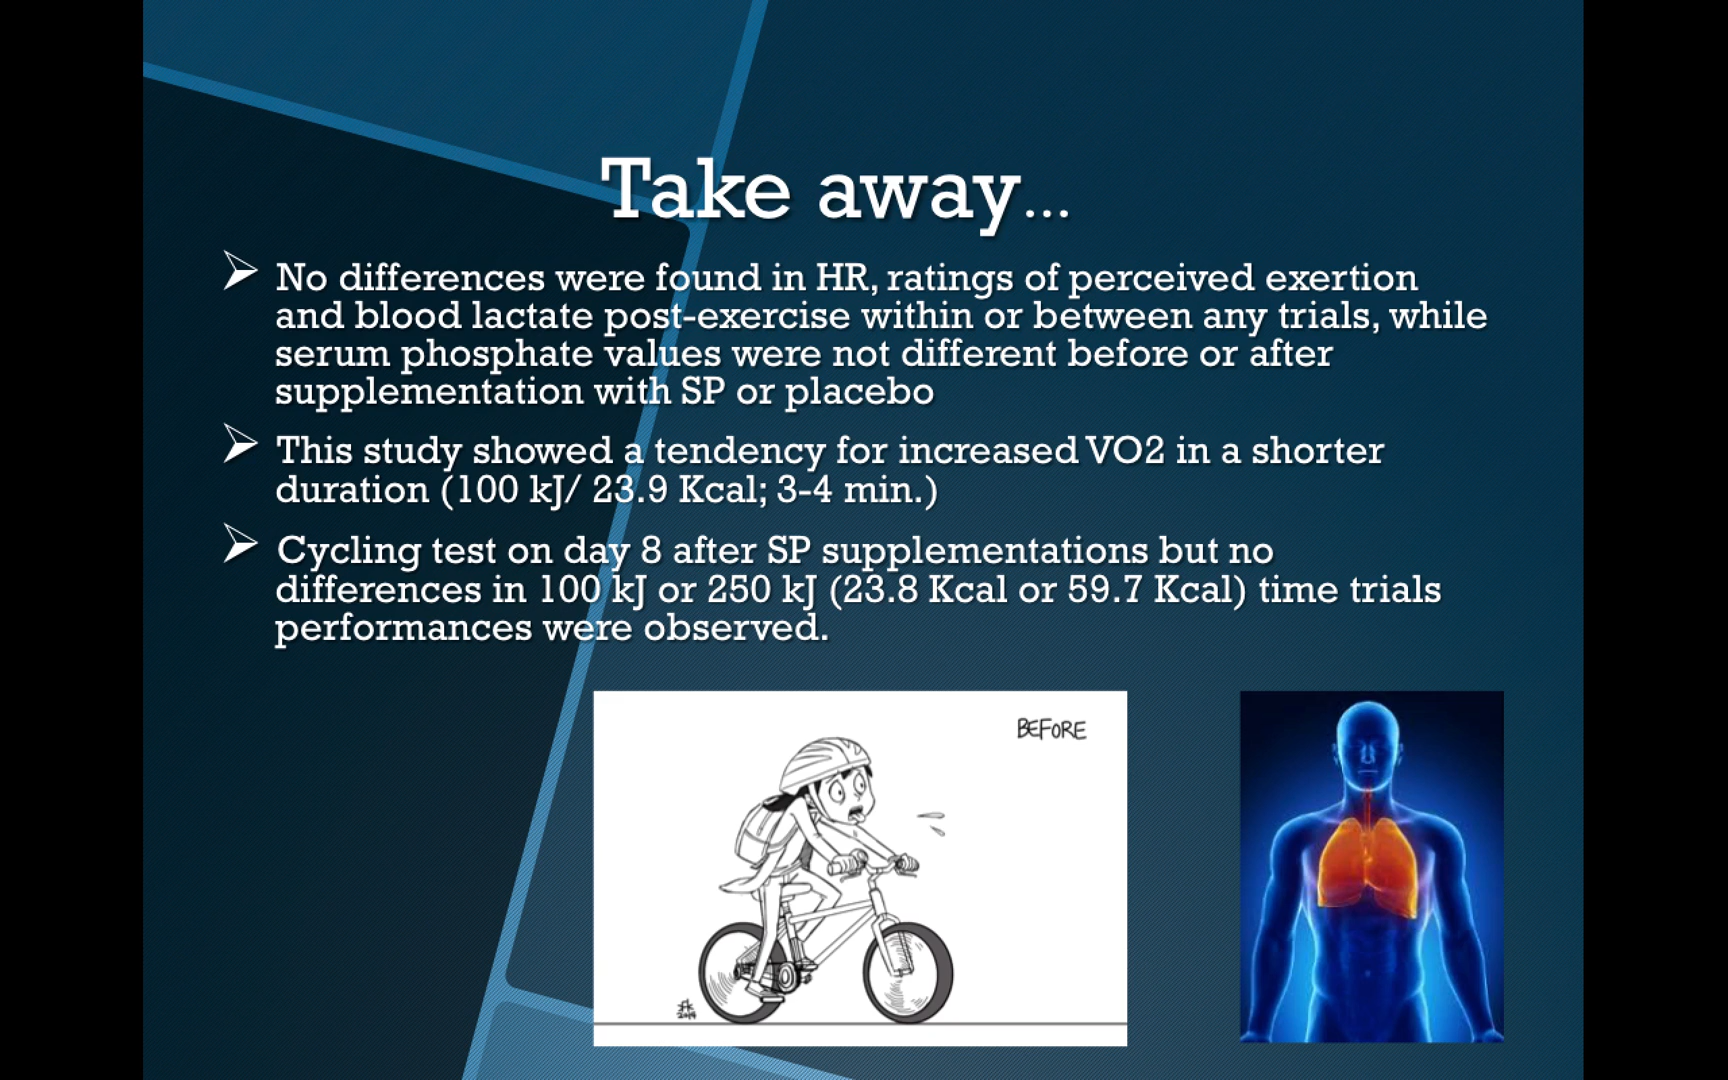 Take away...
No differences were found in HR, ratings of perceived exertion
and blood lactate post-exercise within or between any trials, while
serum phosphate values were not different before or after
supplementation with SP or placebo
This study showed a tendency for increased VO2 in a shorter
duration (100 kJ/ 23.9 Kcal; 3-4 min.)
Cycling test on day 8 after SP supplementations but no
differences in 100 kJ or 250 kJ (23.8 Kcal or 59.7 Kcal) time trials
performances were observed.
BEFORE